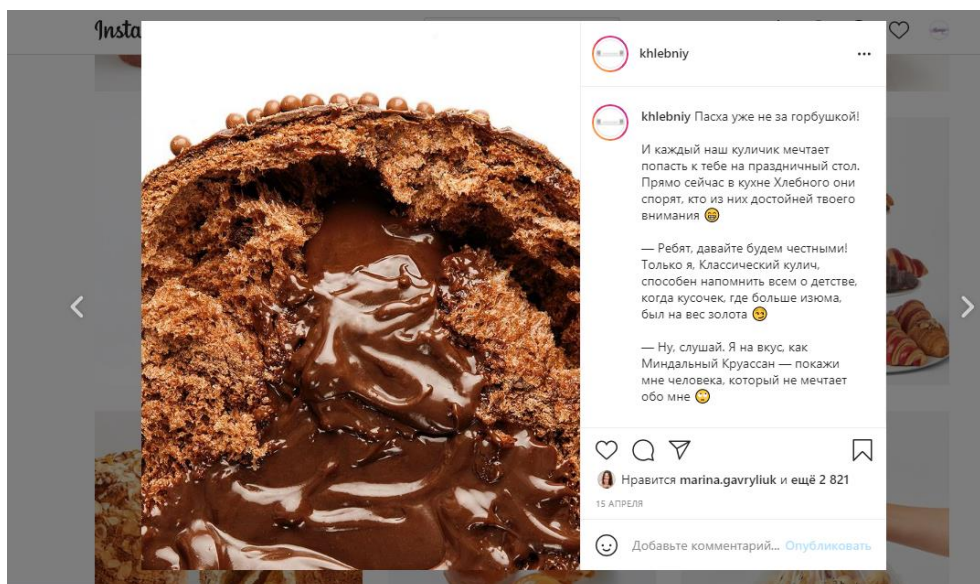 Insta
khlebniy
khlebniy Пасха уже не за горбушкой!
И каждый наш куличик мечтает
попасть к тебе на праздничный стол.
Прямо сейчас в кухне Хлебного они
спорят, кто из них достойней твоего
внимания 😁
— Ребят, давайте будем честными!
Только я, Классический кулич,
способен напомнить всем о детстве,
когда кусочек, где больше изюма,
был на вес золота 😏
— Ну, слушай. Я на вкус, как
Миндальный Круассан — покажи
мне человека, который не мечтает
обо мне 🙄
Нравится marina.gavryliuk и ещё 2 821
15 АПРЕЛЯ
Добавьте комментарий... Опубликовать